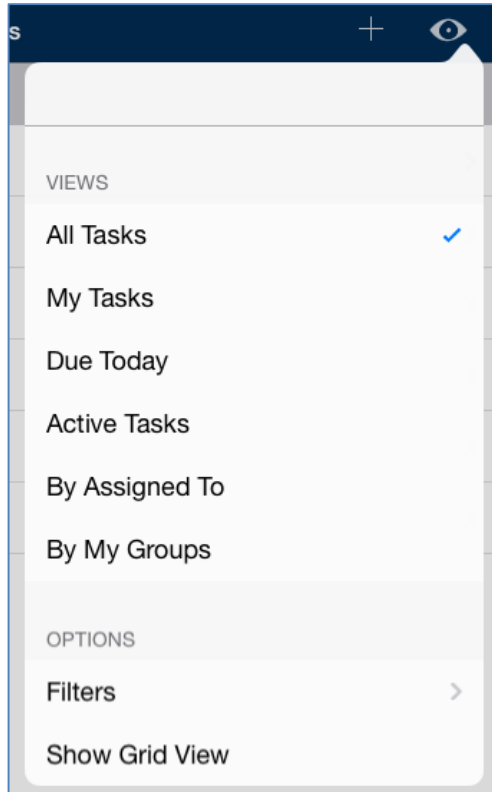 s
VIEWS
All Tasks
My Tasks
Due Today
Active Tasks
By Assigned To
By My Groups
OPTIONS
Filters
Show Grid View